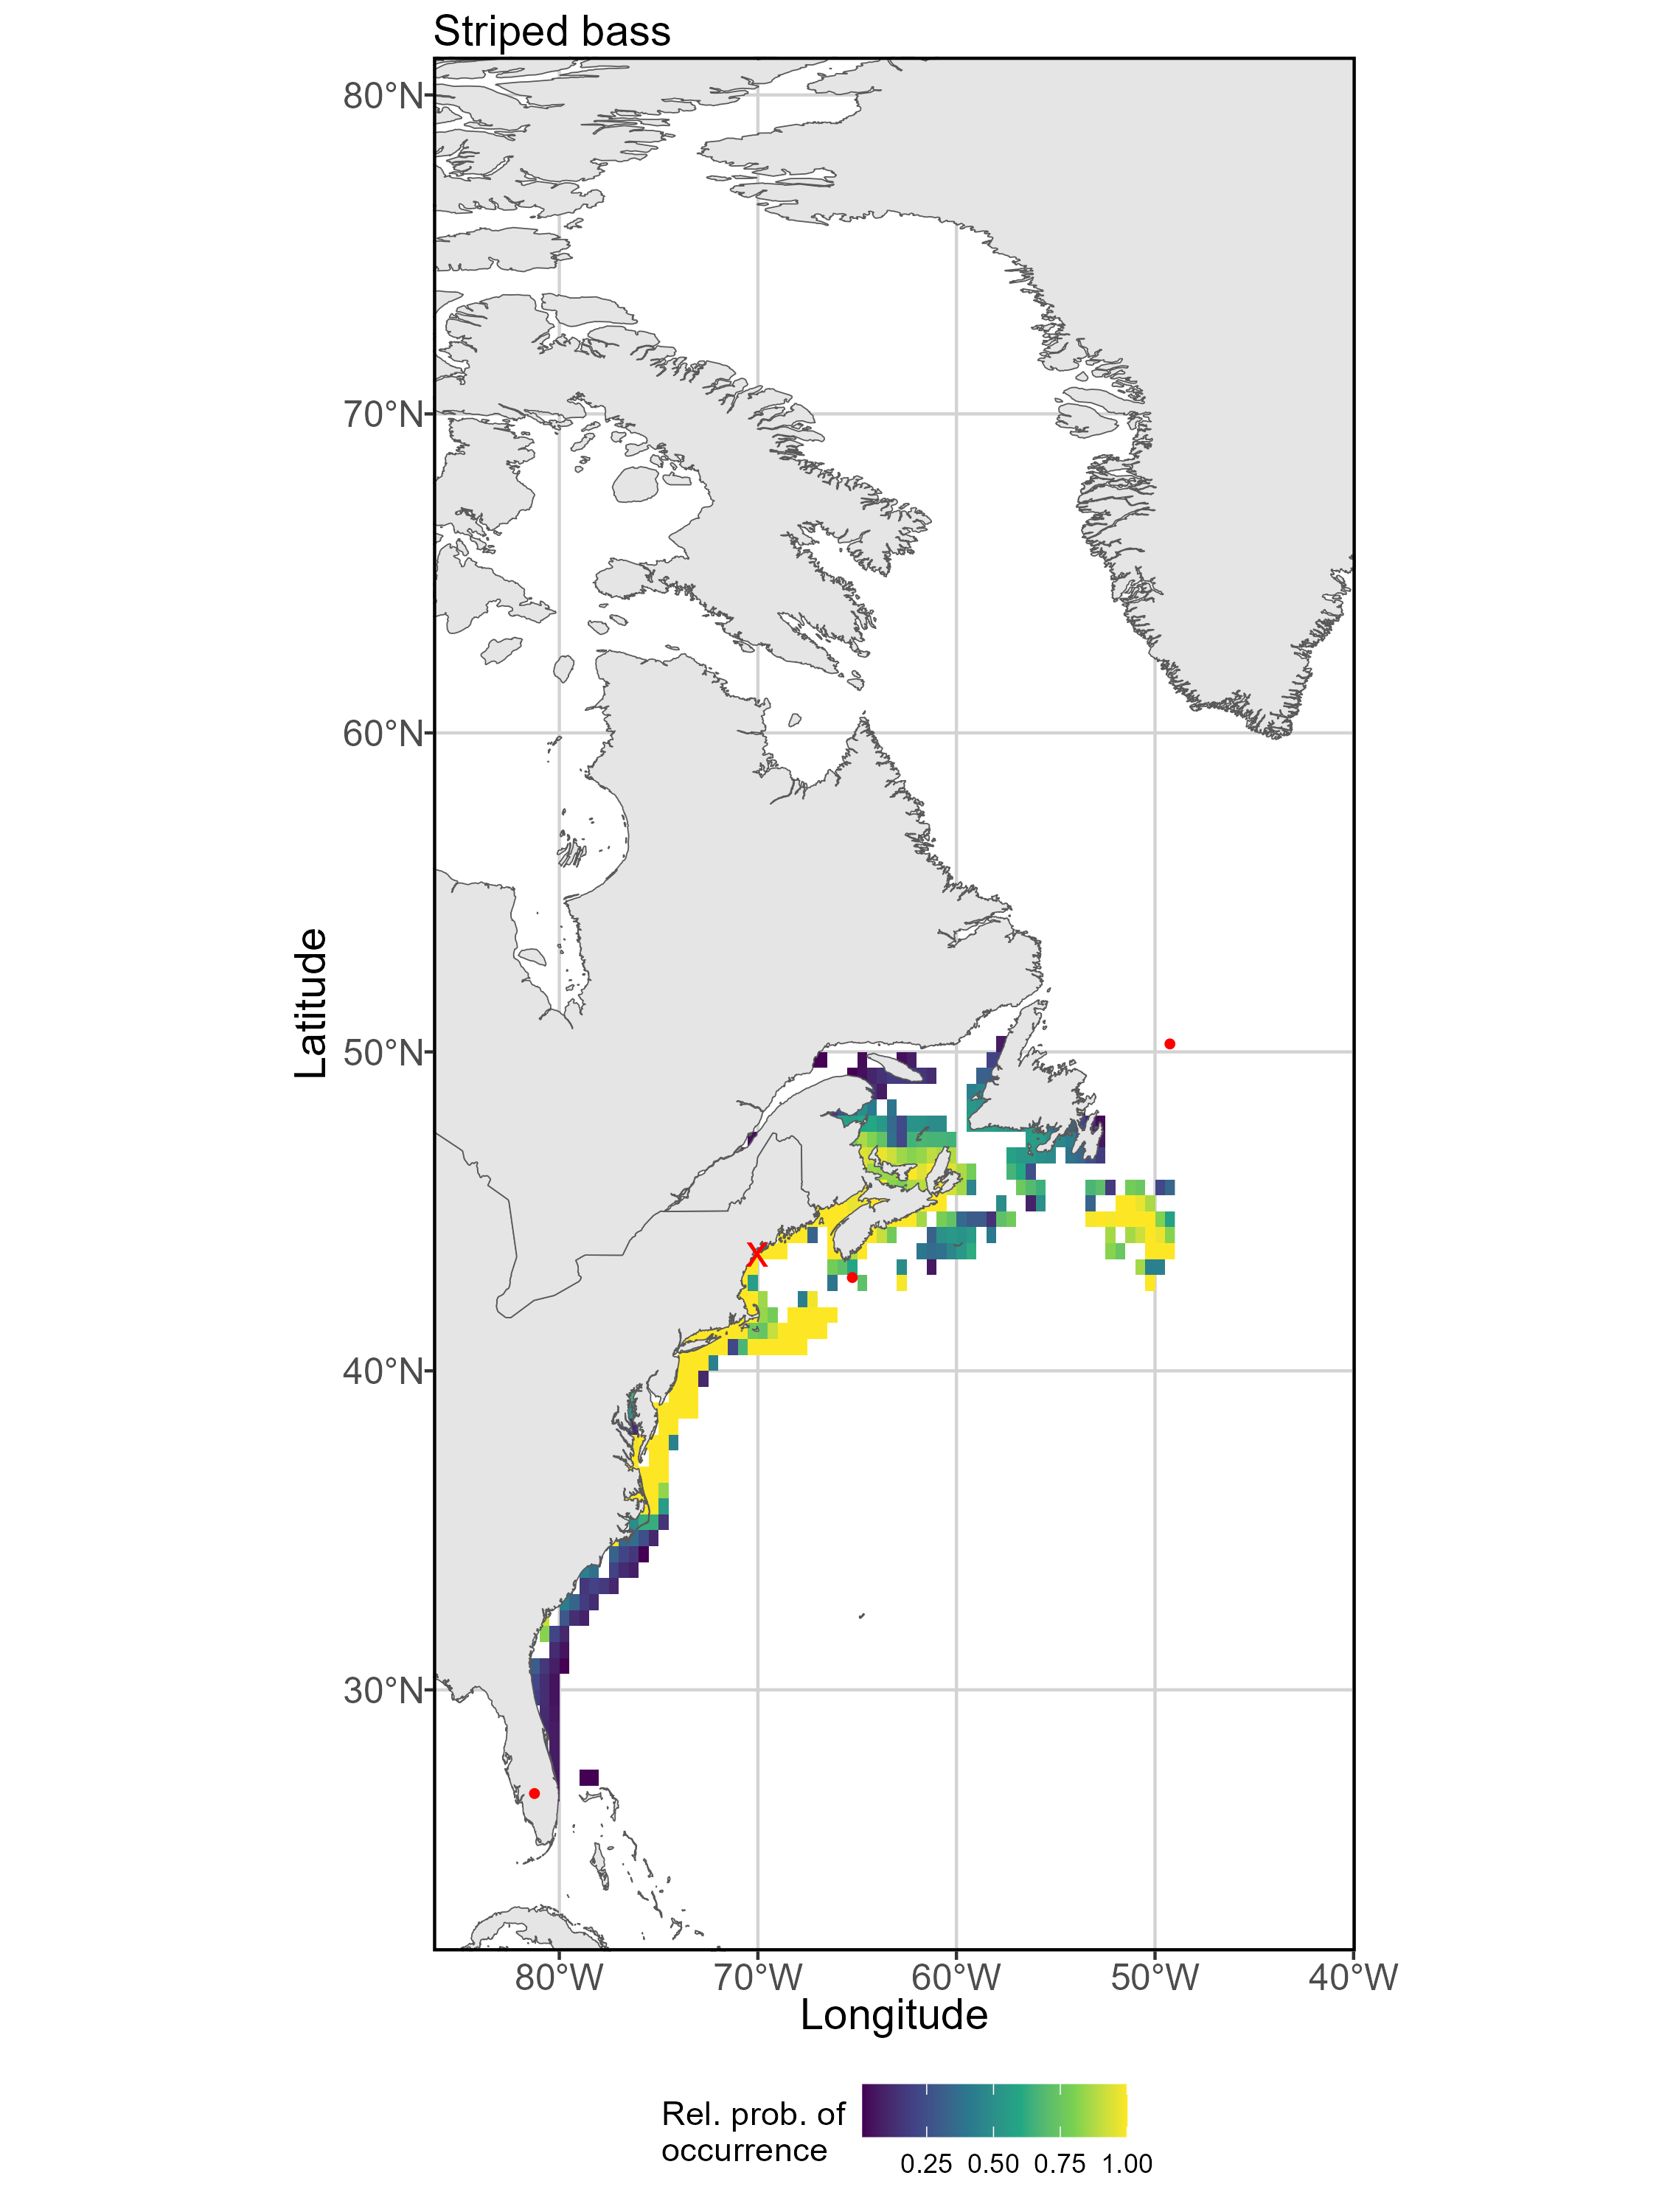 Striped bass
80°N
70°N
60°N
50°N
40°N
30°N
Latitude
80°W 70°W 60°W 50°W 40°W
Longitude
X
Rel. prob. of
occurrence
0.25 0.50 0.75 1.00